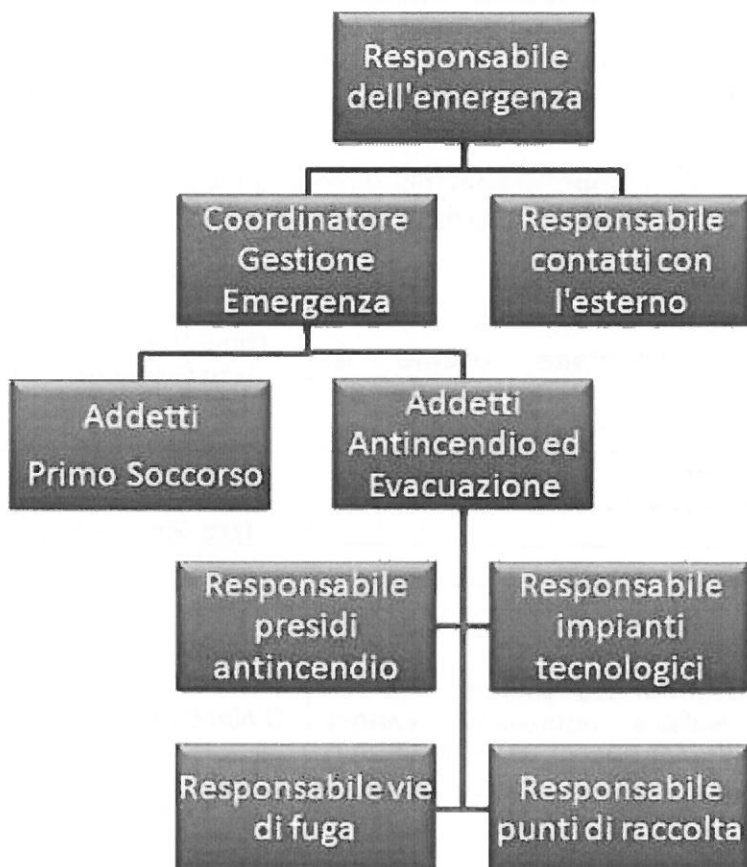 Responsabile
dell'emergenza
Coordinatore
Gestione
Emergenza
Responsabile
contatti con
l'esterno
Addetti
Primo Soccorso
Addetti
Antincendio ed
Evacuazione
Responsabile
presidi
antincendio
Responsabile
impianti
tecnologici
Responsabile vie
di fuga
Responsabile
punti di raccolta